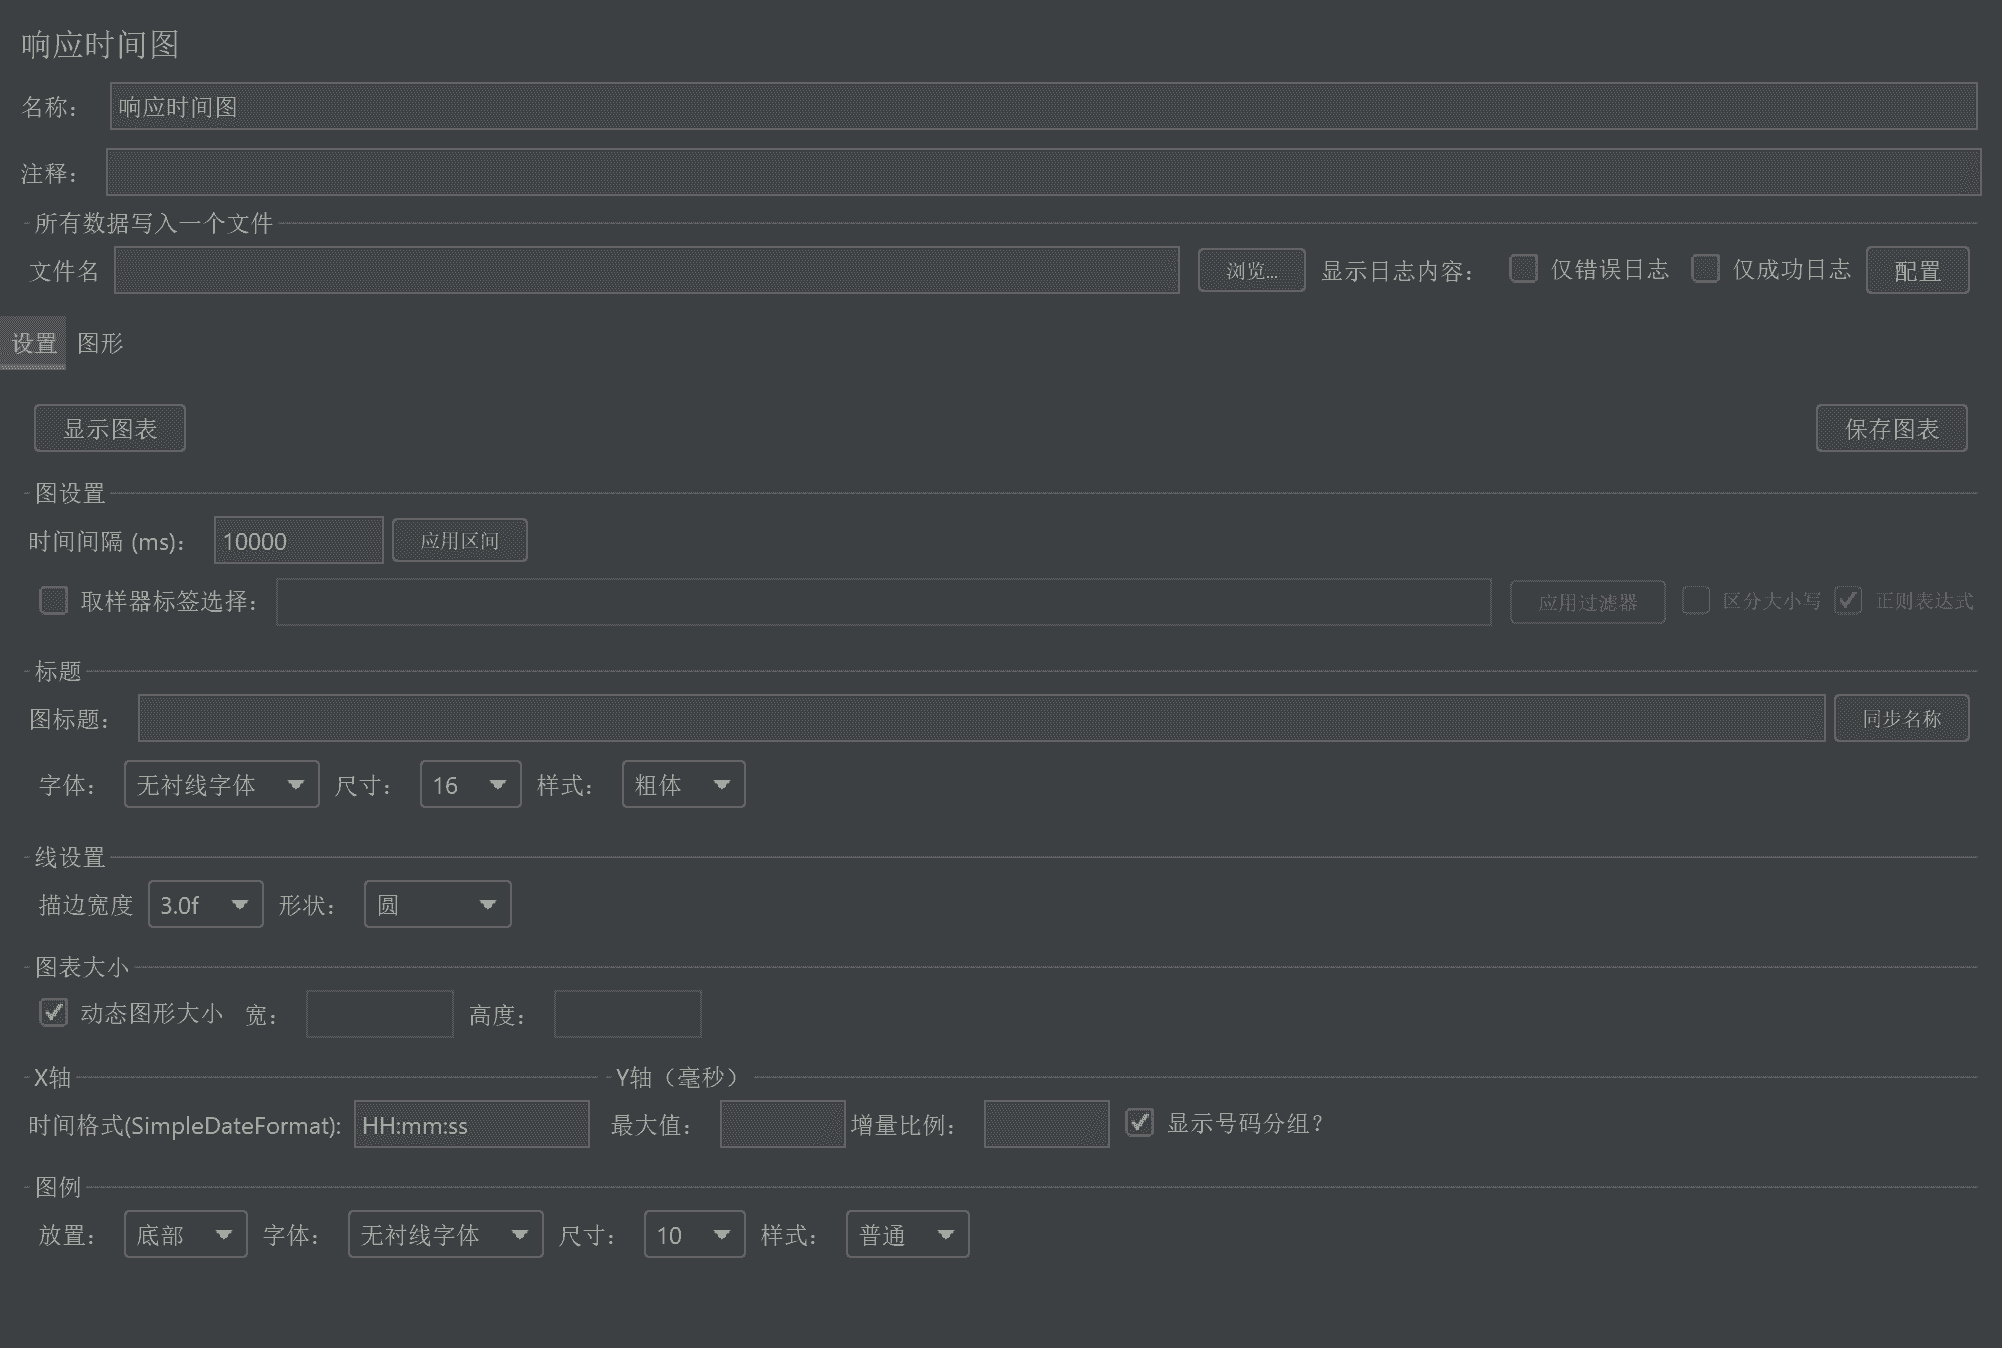 响应时间图
名称： 响应时间图
注释：
所有数据写入一个文件
文件名 浏览... 显示日志内容： 仅错误日志 仅成功日志 配置
设置 图形
显示图表 保存图表
图设置
时间间隔 (ms)： 10000 应用区间
取样器标签选择： 应用过滤器 区分大小写 正则表达式
标题
图标题： 同步名称
字体： 无衬线字体 尺寸： 16 样式： 粗体
线设置
描边宽度 3.0f 形状： 圆
图表大小
动态图形大小 宽： 高度：
X轴 Y轴（毫秒）
时间格式(SimpleDateFormat): HH:mm:ss 最大值： 增量比例： 显示号码分组？
图例
放置： 底部 字体： 无衬线字体 尺寸： 10 样式： 普通